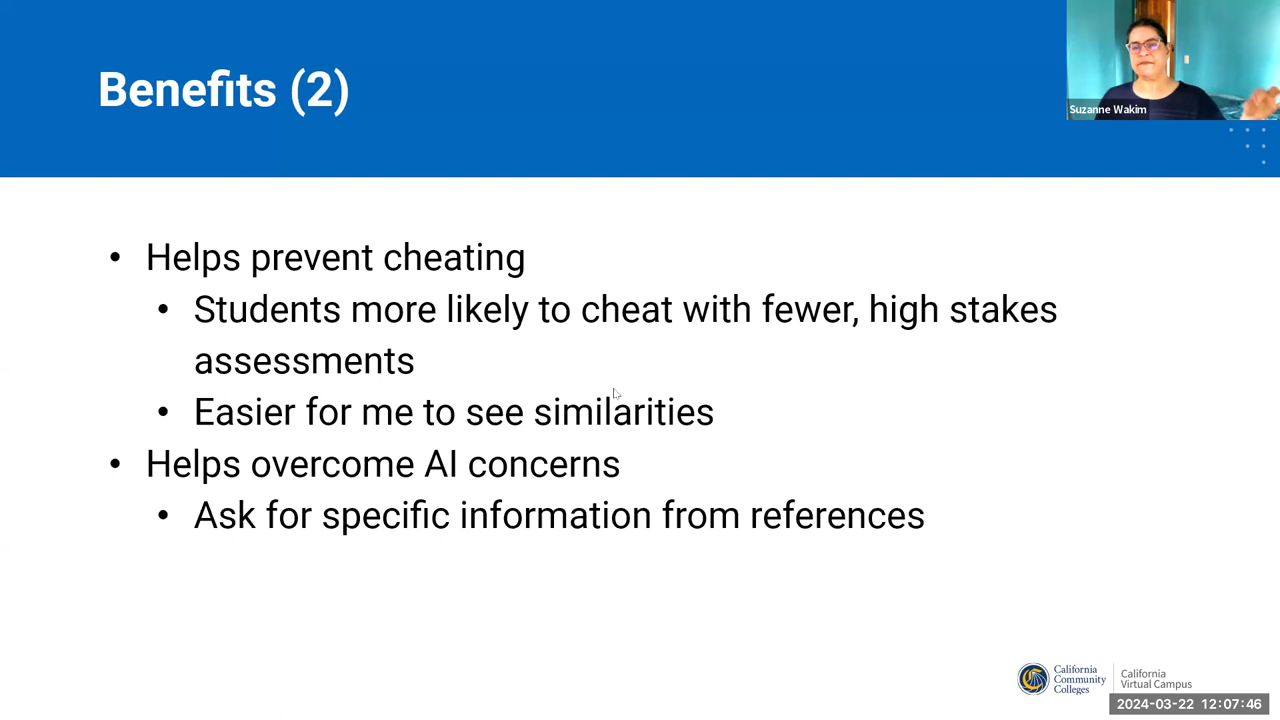 Benefits (2)
Suzanne Wakim
• Helps prevent cheating
• Students more likely to cheat with fewer, high stakes
assessments
• Easier for me to see similarities
• Helps overcome AI concerns
• Ask for specific information from references
California
Community
Colleges
California
Virtual Campus
2024-03-22 12:07:46